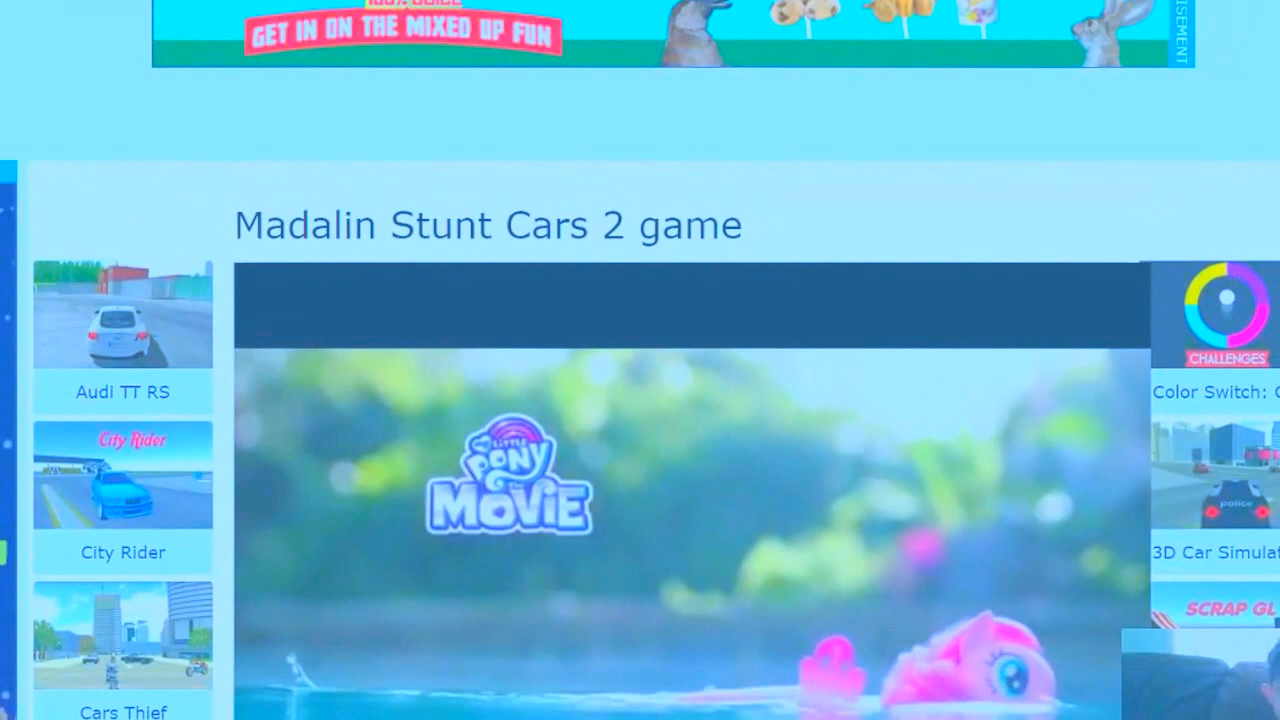 GET IN ON THE MIXED UP FUN
Madalin Stunt Cars 2 game
Audi TT RS
City Rider
City Rider
Cars Thief
MY LITTLE
PONY
THE
MOVIE
CHALLENGES
Color Switch:
police
3D Car Simulat
SCRAP GL